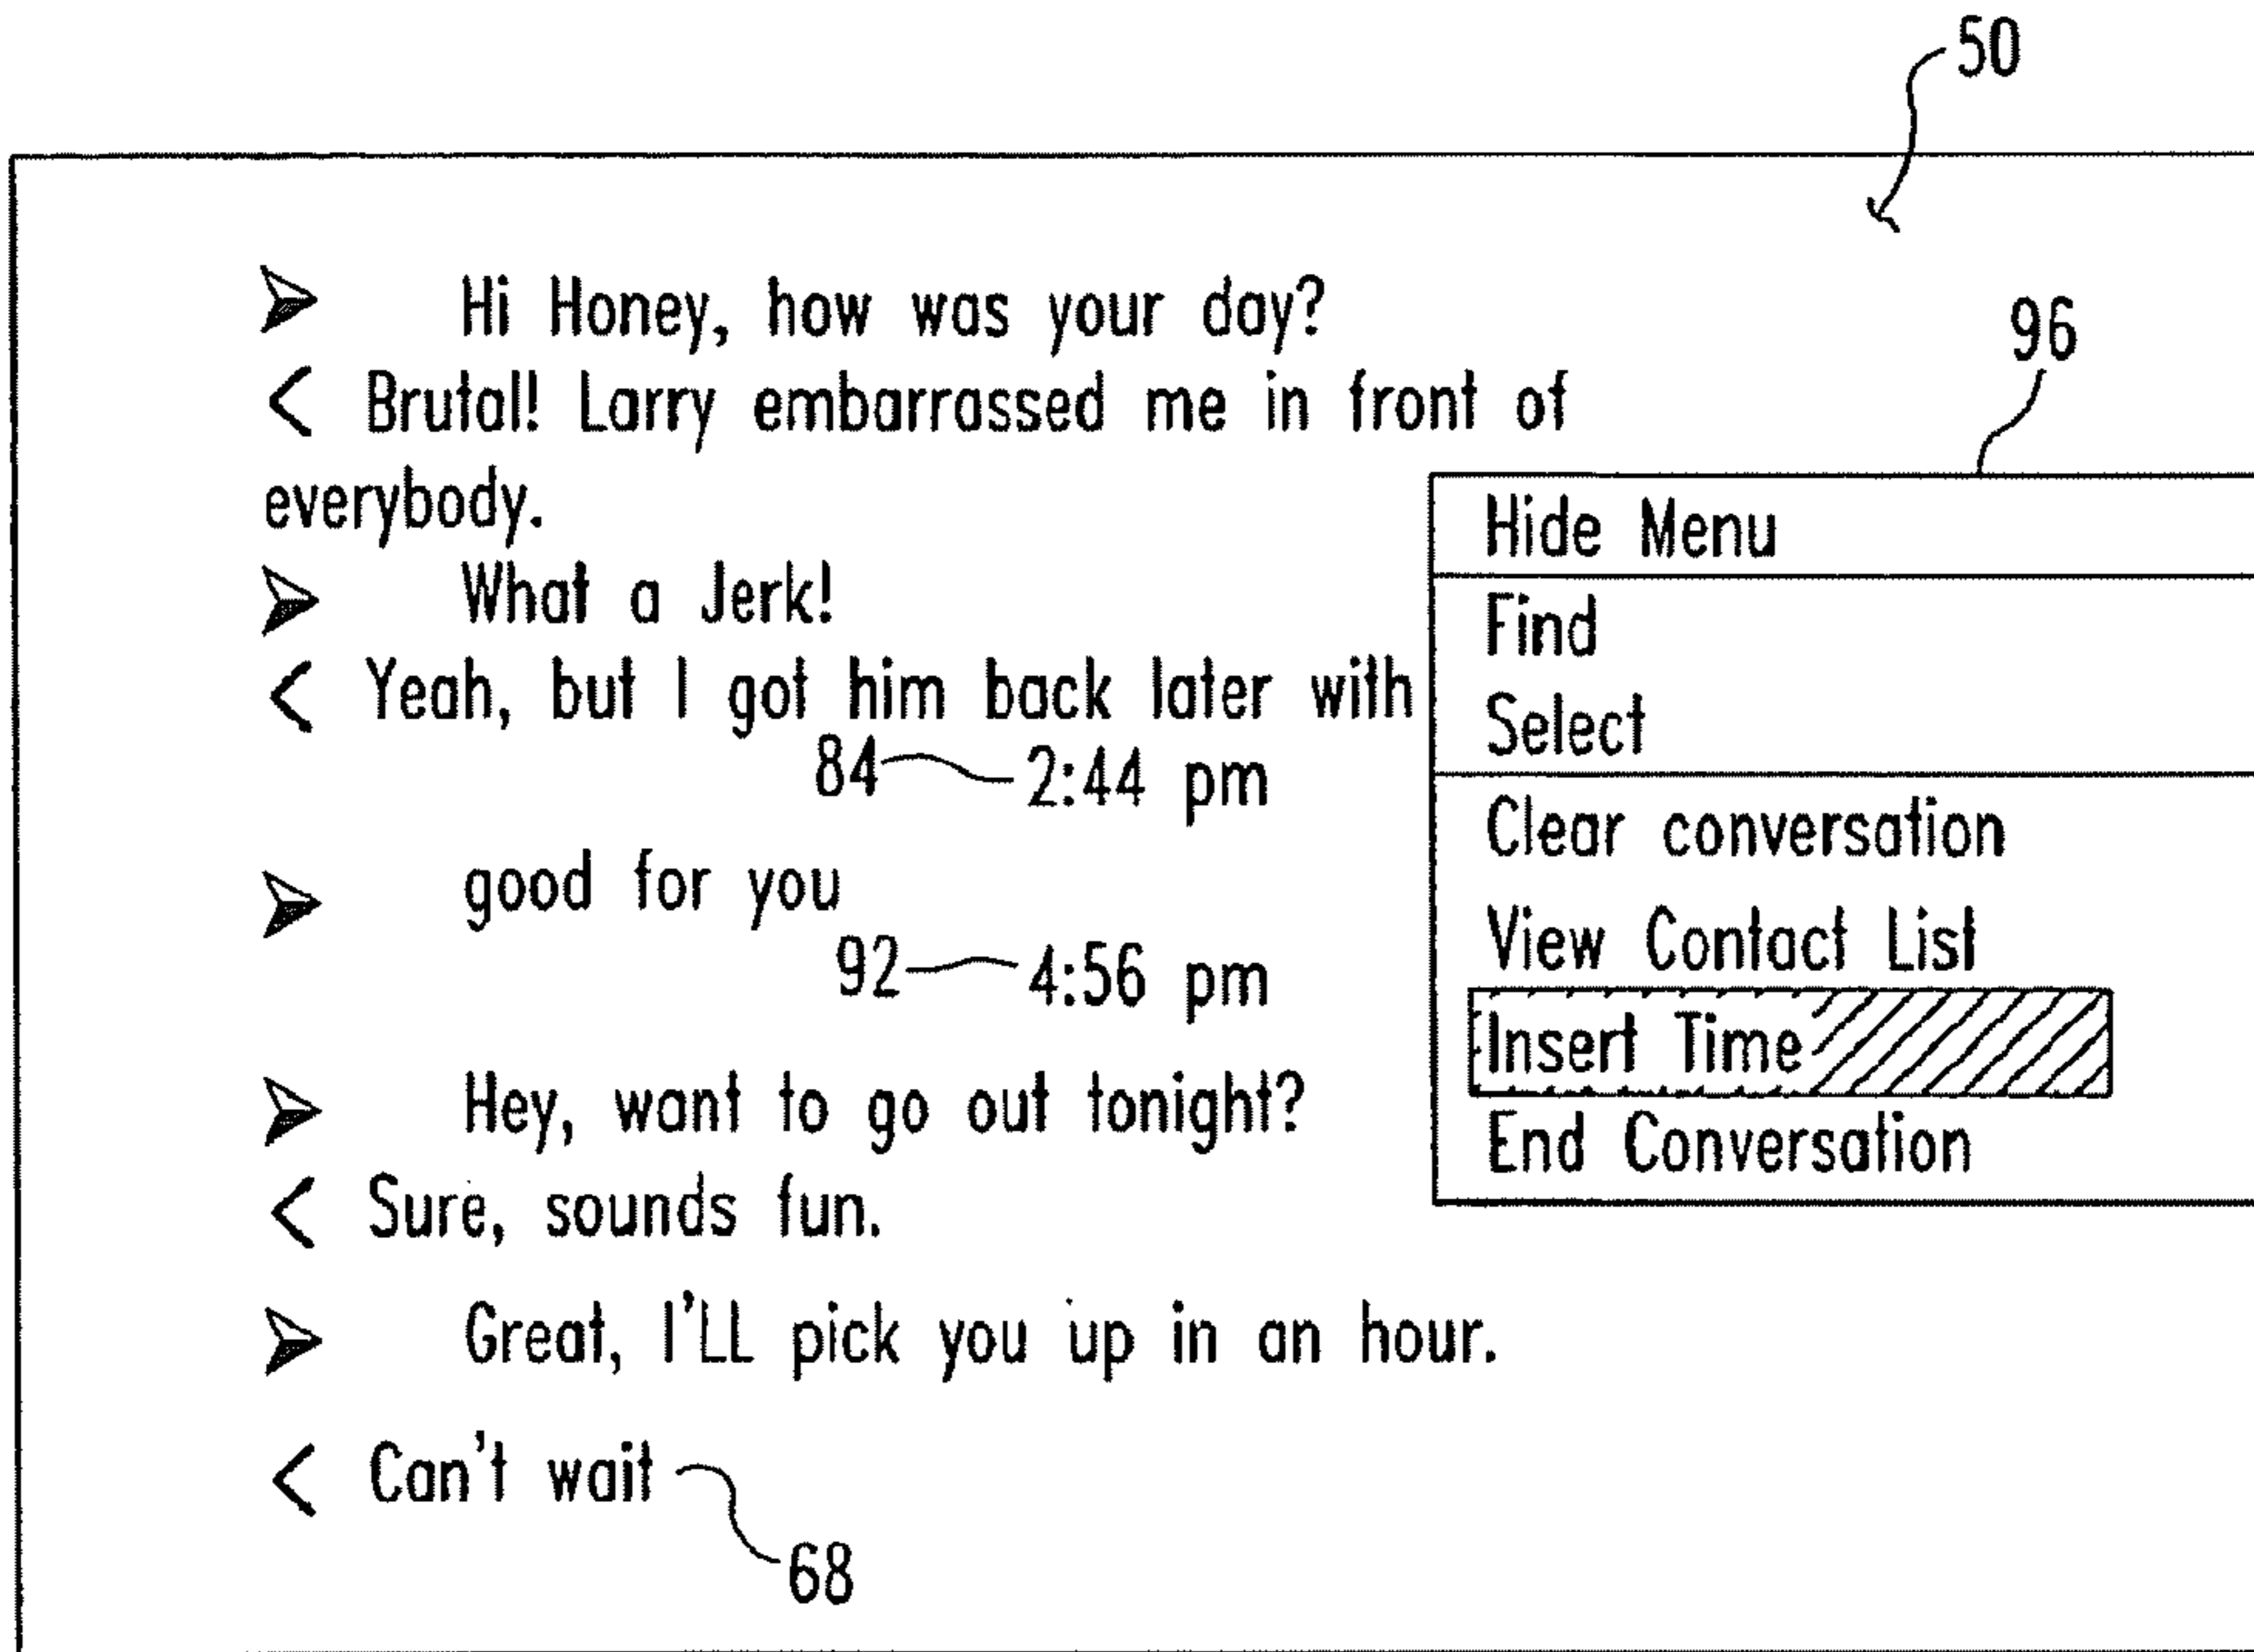 50
Hi Honey, how was your day?
96
< Brutal! Larry embarrassed me in front of
everybody.
What a Jerk!
< Yeah, but I got him back later with
84 2:44 pm
good for you
92 4:56 pm
Hey, want to go out tonight?
< Sure, sounds fun.
Great, I'LL pick you up in an hour.
< Can't wait
68
Hide Menu
Find
Select
Clear conversation
View Contact List
Insert Time
End Conversation